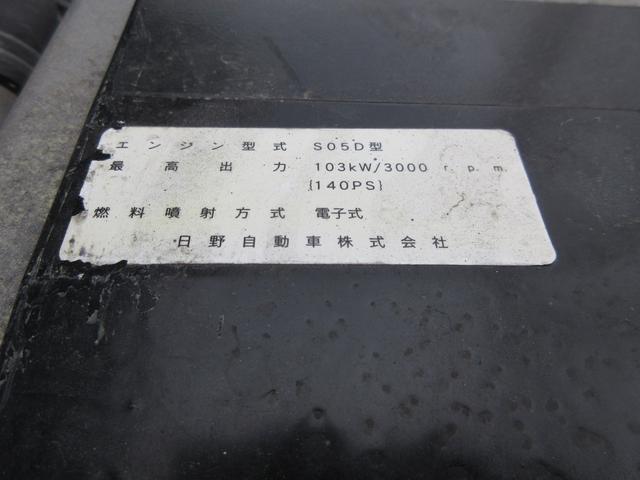 エンジン型式 S05D型
最高出力 103kW/3000 r.p.m.
{140PS}
燃料噴射方式 電子式
日野自動車株式会社